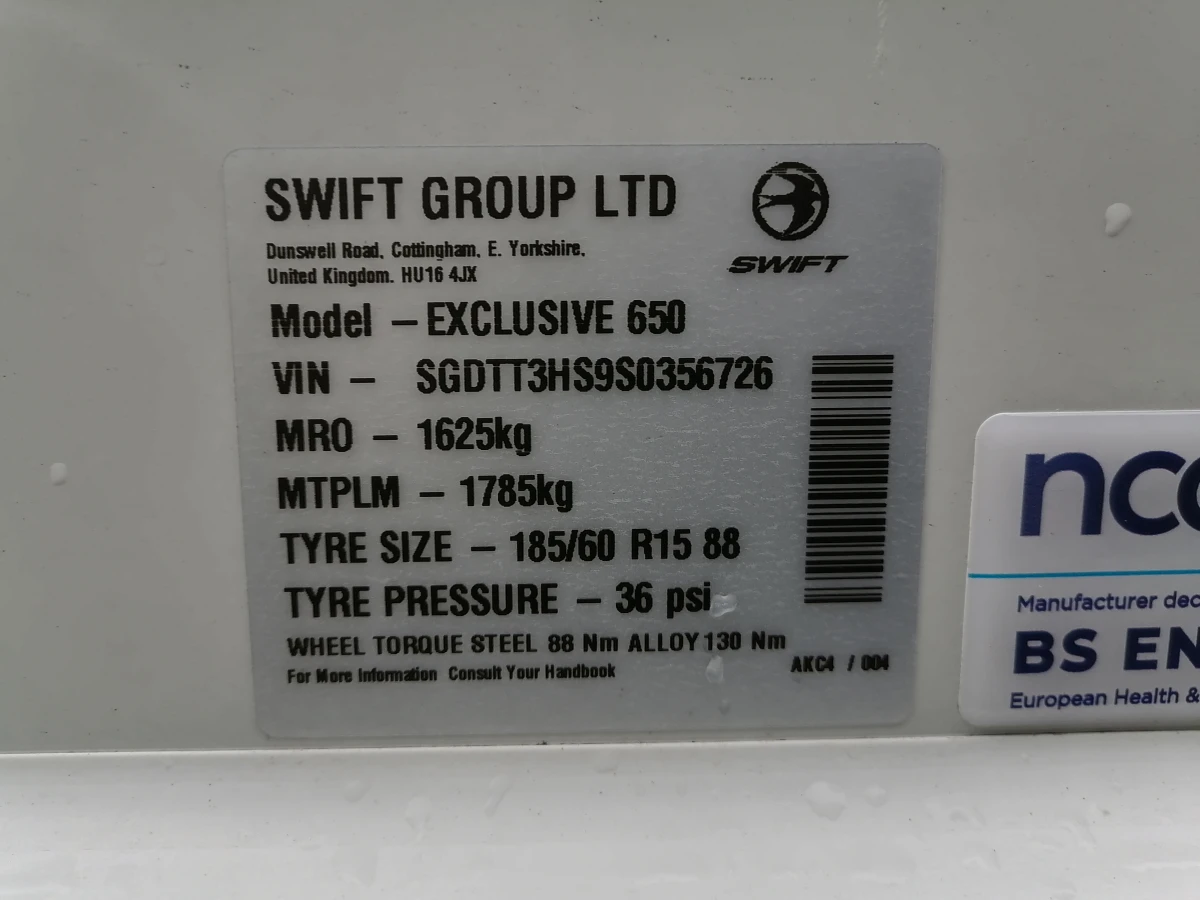 SWIFT GROUP LTD
SWIFT
Dunswell Road, Cottingham, E. Yorkshire,
United Kingdom. HU16 4JX
Model – EXCLUSIVE 650
VIN – SGDTT3HS9S0356726
MRO – 1625kg
MTPLM – 1785kg
TYRE SIZE – 185/60 R15 88
TYRE PRESSURE – 36 psi
WHEEL TORQUE STEEL 88 Nm ALLOY 130 Nm
For More Information Consult Your Handbook
AKC4 / 004
Manufacturer
BS EN
European Health &